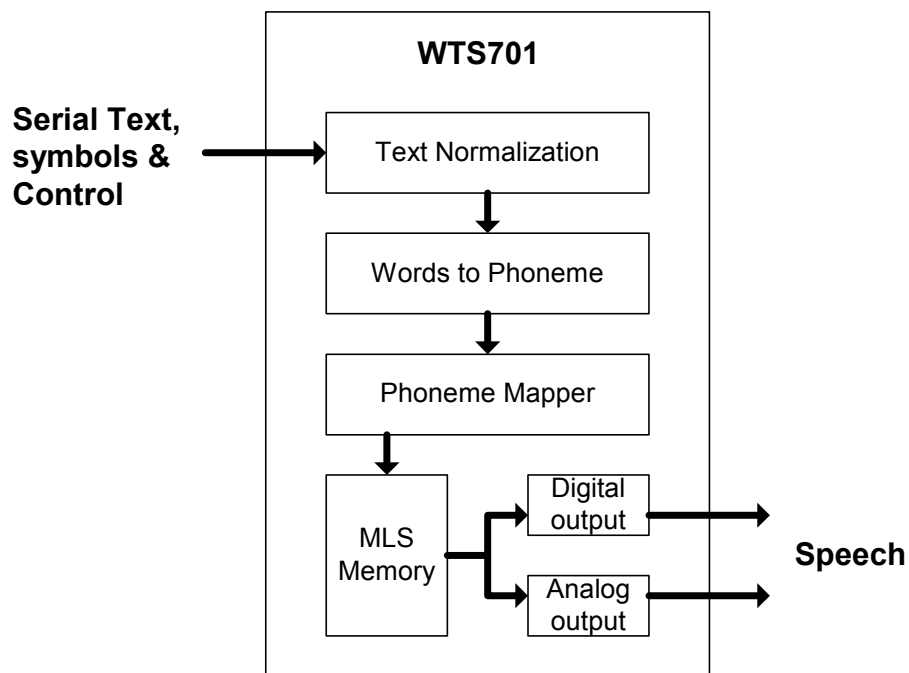 WTS701
Serial Text,
symbols &
Control
Text Normalization
Words to Phoneme
Phoneme Mapper
MLS
Memory
Digital
output
Analog
output
Speech